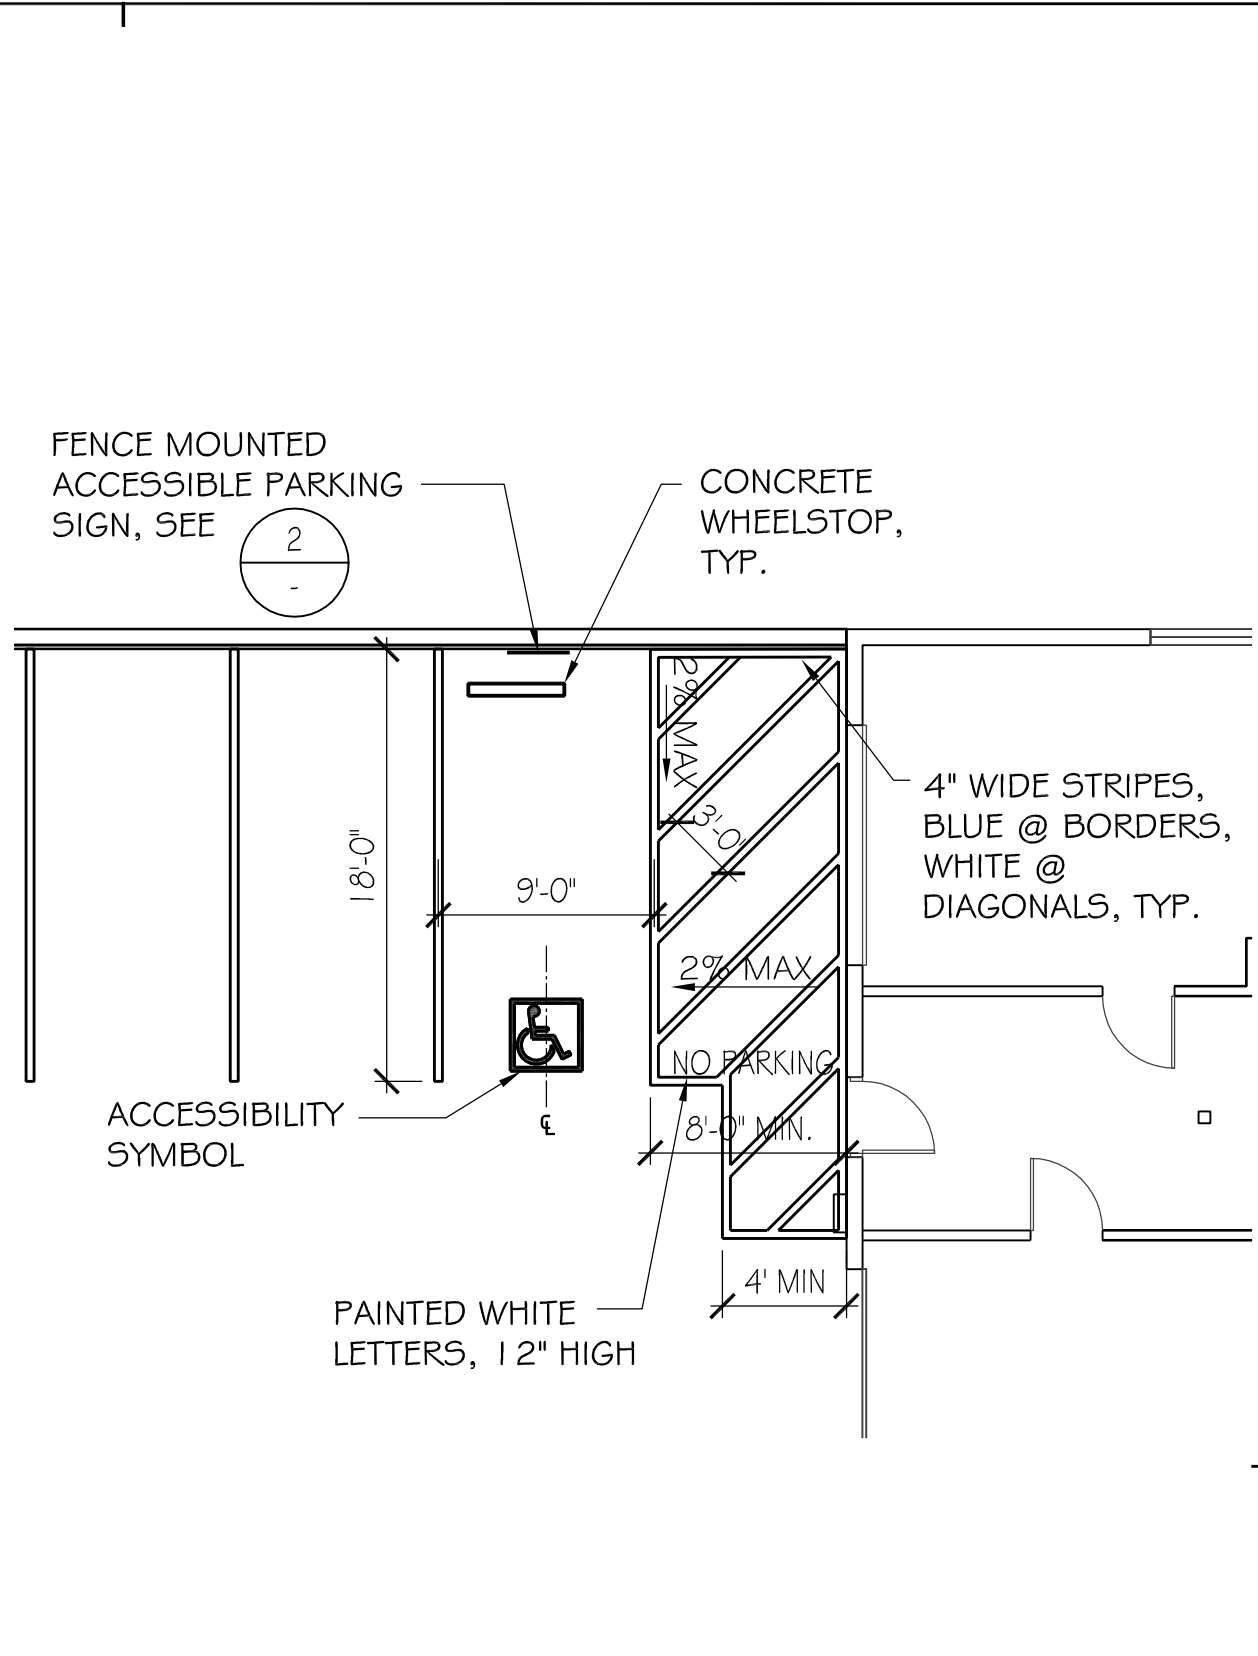 FENCE MOUNTED
ACCESSIBLE PARKING
SIGN, SEE
2
-
CONCRETE
WHEELSTOP,
TYP.
2% MAX
4" WIDE STRIPES,
BLUE @ BORDERS,
WHITE @
DIAGONALS, TYP.
3'-0"
18'-0"
9'-0"
2% MAX
NO PARKING
ACCESSIBILITY
SYMBOL
℄
8'-0" MIN.
4' MIN
PAINTED WHITE
LETTERS, 12" HIGH